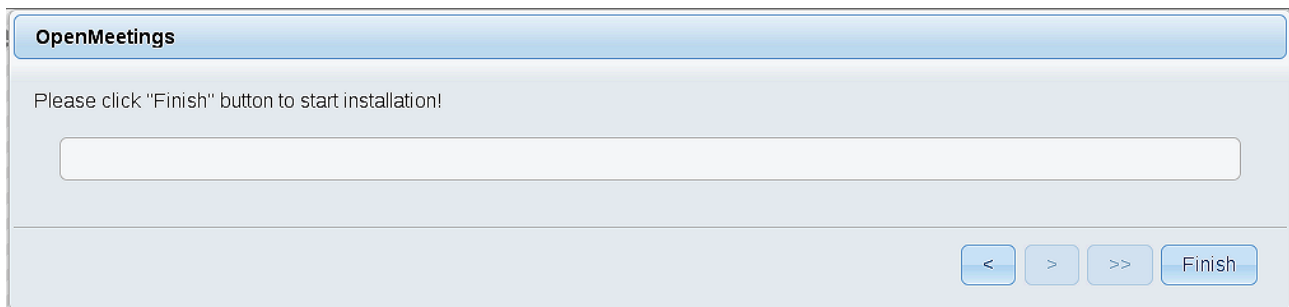 OpenMeetings
Please click "Finish" button to start installation!
< > >> Finish